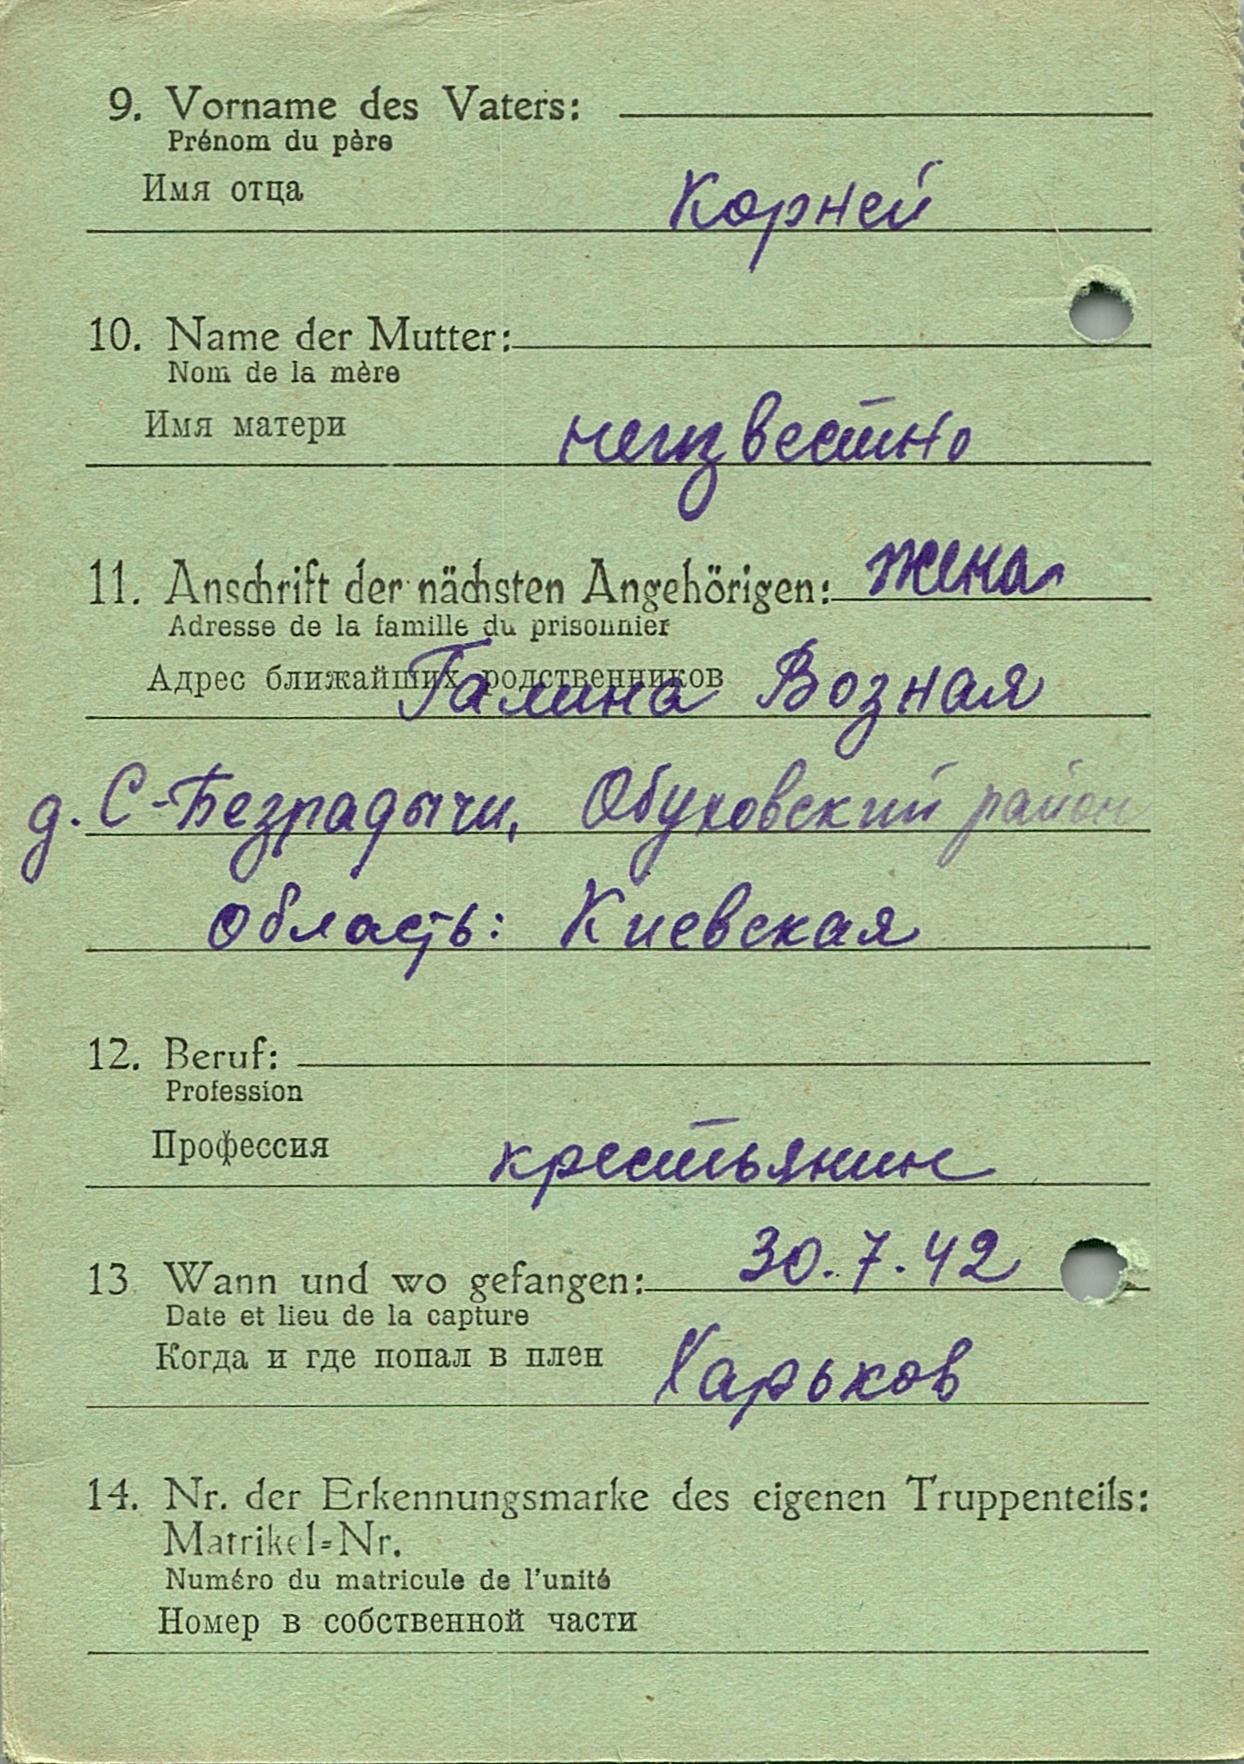 9. Vorname des Vaters:
Prénom du père
Имя отца Корней
10. Name der Mutter:
Nom de la mère
Имя матери неизвестно
11. Anschrift der nächsten Angehörigen: жена
Adresse de la famille du prisonnier
Адрес ближайших родственников Галина Возная
д. С-Безрадычи, Обуховский район
область: Киевская
12. Beruf:
Profession
Профессия крестьянин
13 Wann und wo gefangen: 30.7.42
Date et lieu de la capture
Когда и где попал в плен Харьков
14. Nr. der Erkennungsmarke des eigenen Truppenteils:
Matrikel=Nr.
Numéro du matricule de l'unité
Номер в собственной части